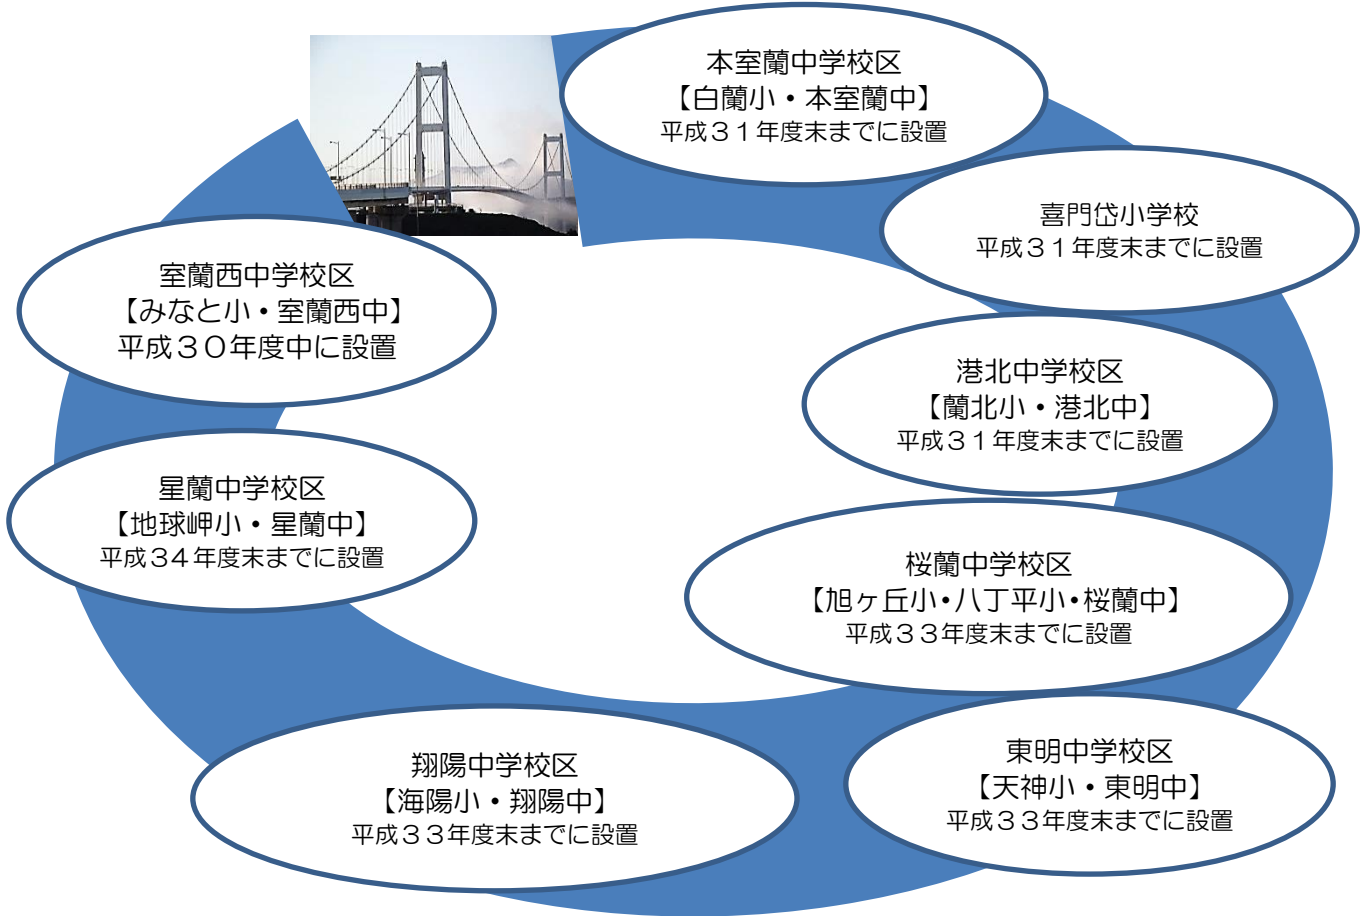 本室蘭中学校区
【白蘭小・本室蘭中】
平成３１年度末までに設置
喜門岱小学校
平成３１年度末までに設置
室蘭西中学校区
【みなと小・室蘭西中】
平成３０年度中に設置
港北中学校区
【蘭北小・港北中】
平成３１年度末までに設置
星蘭中学校区
【地球岬小・星蘭中】
平成３４年度末までに設置
桜蘭中学校区
【旭ヶ丘小・八丁平小・桜蘭中】
平成３３年度末までに設置
翔陽中学校区
【海陽小・翔陽中】
平成３３年度末までに設置
東明中学校区
【天神小・東明中】
平成３３年度末までに設置